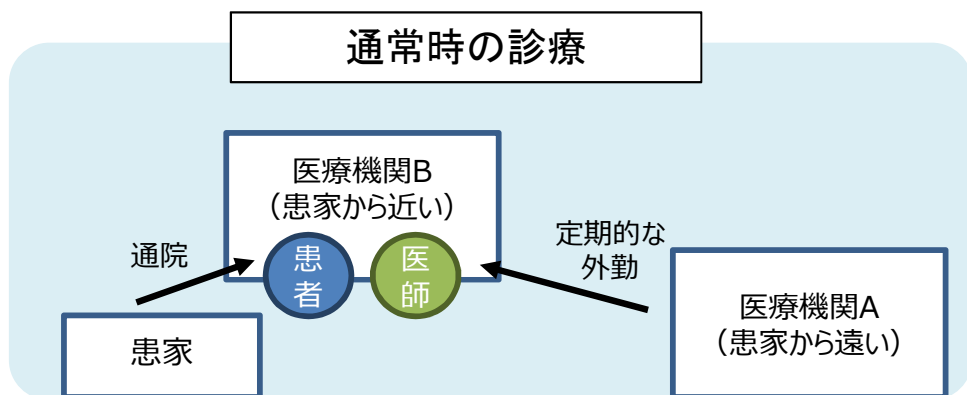 通常時の診療
医療機関B
（患家から近い）
通院
患者
医師
定期的な
外勤
患家
医療機関A
（患家から遠い）